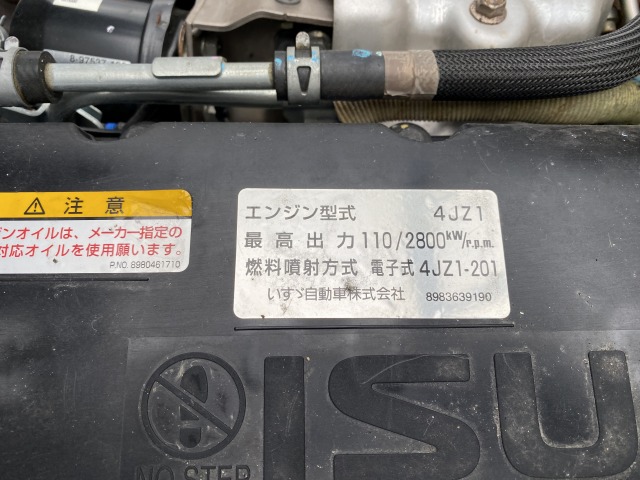 8-97537-
注意
ンオイルは、メーカー指定の
対応オイルを使用願います。
P.NO. 8980461710
エンジン型式 4JZ1
最高出力 110/2800kW/r.p.m.
燃料噴射方式 電子式 4JZ1-201
いすゞ自動車株式会社 8983639190
ISU
NO STEP